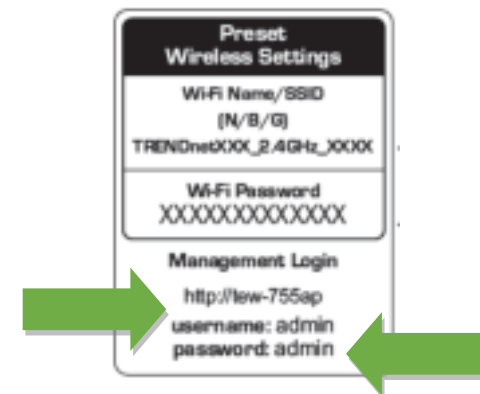 Preset
Wireless Settings
Wi-Fi Name/SSID
(N/B/G)
TRENDnetXXX_2.4GHz_XXXX
Wi-Fi Password
XXXXXXXXXXXXX
Management Login
http://tew-755ap
username: admin
password: admin